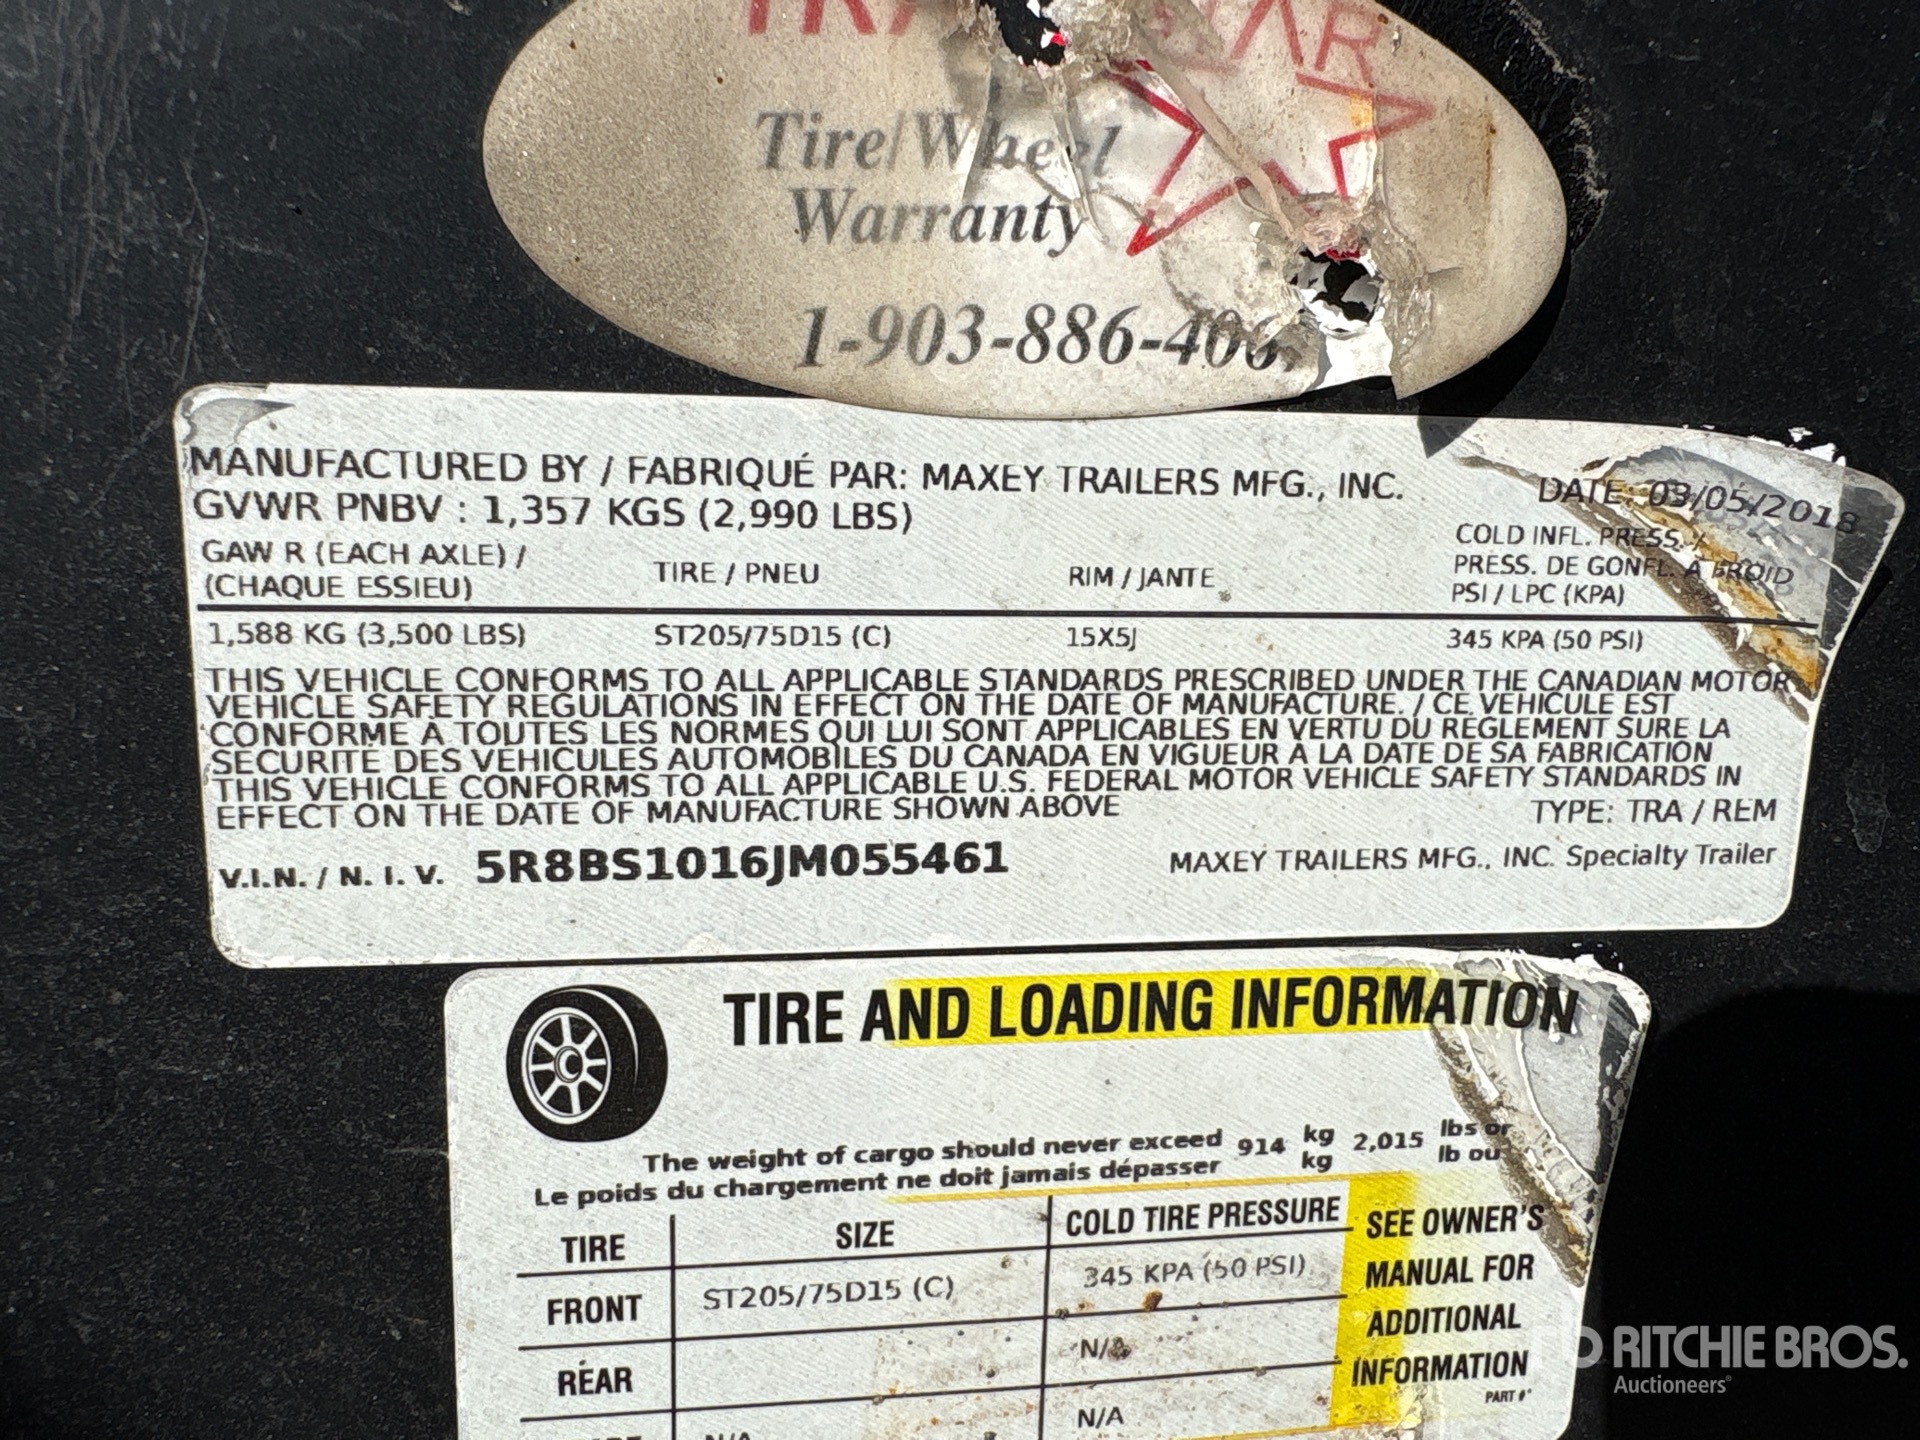 Tire/Wheel
Warranty
1-903-886-406
MANUFACTURED BY / FABRIQUÉ PAR: MAXEY TRAILERS MFG., INC.
DATE: 03/05/2018
GVWR PNBV : 1,357 KGS (2,990 LBS)
GAW R (EACH AXLE) /
(CHAQUE ESSIEU)
TIRE / PNEU
RIM / JANTE
COLD INFL. PRESS. /
PRESS. DE GONFL. A FROID
PSI / LPC (KPA)
1,588 KG (3,500 LBS)
ST205/75D15 (C)
15X5J
345 KPA (50 PSI)
THIS VEHICLE CONFORMS TO ALL APPLICABLE STANDARDS PRESCRIBED UNDER THE CANADIAN MOTOR
VEHICLE SAFETY REGULATIONS IN EFFECT ON THE DATE OF MANUFACTURE. / CE VEHICULE EST
CONFORME A TOUTES LES NORMES QUI LUI SONT APPLICABLES EN VERTU DU REGLEMENT SURE LA
SECURITE DES VEHICULES AUTOMOBILES DU CANADA EN VIGUEUR A LA DATE DE SA FABRICATION
THIS VEHICLE CONFORMS TO ALL APPLICABLE U.S. FEDERAL MOTOR VEHICLE SAFETY STANDARDS IN
EFFECT ON THE DATE OF MANUFACTURE SHOWN ABOVE
TYPE: TRA / REM
V.I.N. / N. I. V. 5R8BS1016JM055461
MAXEY TRAILERS MFG., INC. Specialty Trailer
TIRE AND LOADING INFORMATION
The weight of cargo should never exceed 914 kg 2,015 lbs or
Le poids du chargement ne doit jamais dépasser kg lb ou
TIRE SIZE COLD TIRE PRESSURE
SEE OWNER'S
MANUAL FOR
ADDITIONAL
INFORMATION
PART #
FRONT ST205/75D15 (C) 345 KPA (50 PSI)
REAR N/A
N/A N/A
RITCHIE BROS.
Auctioneers